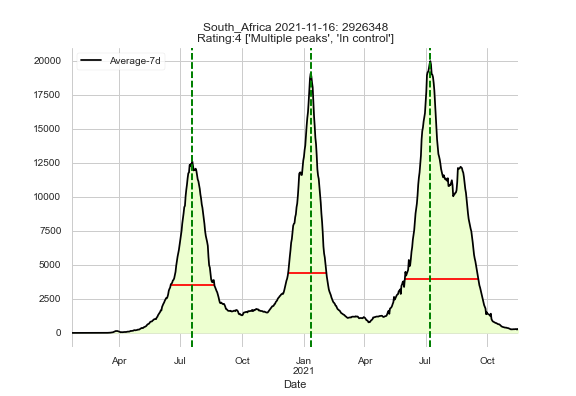 South_Africa 2021-11-16: 2926348
Rating:4 ['Multiple peaks', 'In control']
Average-7d
20000
17500
15000
12500
10000
7500
5000
2500
0
Apr Jul Oct Jan Apr Jul Oct
2021
Date